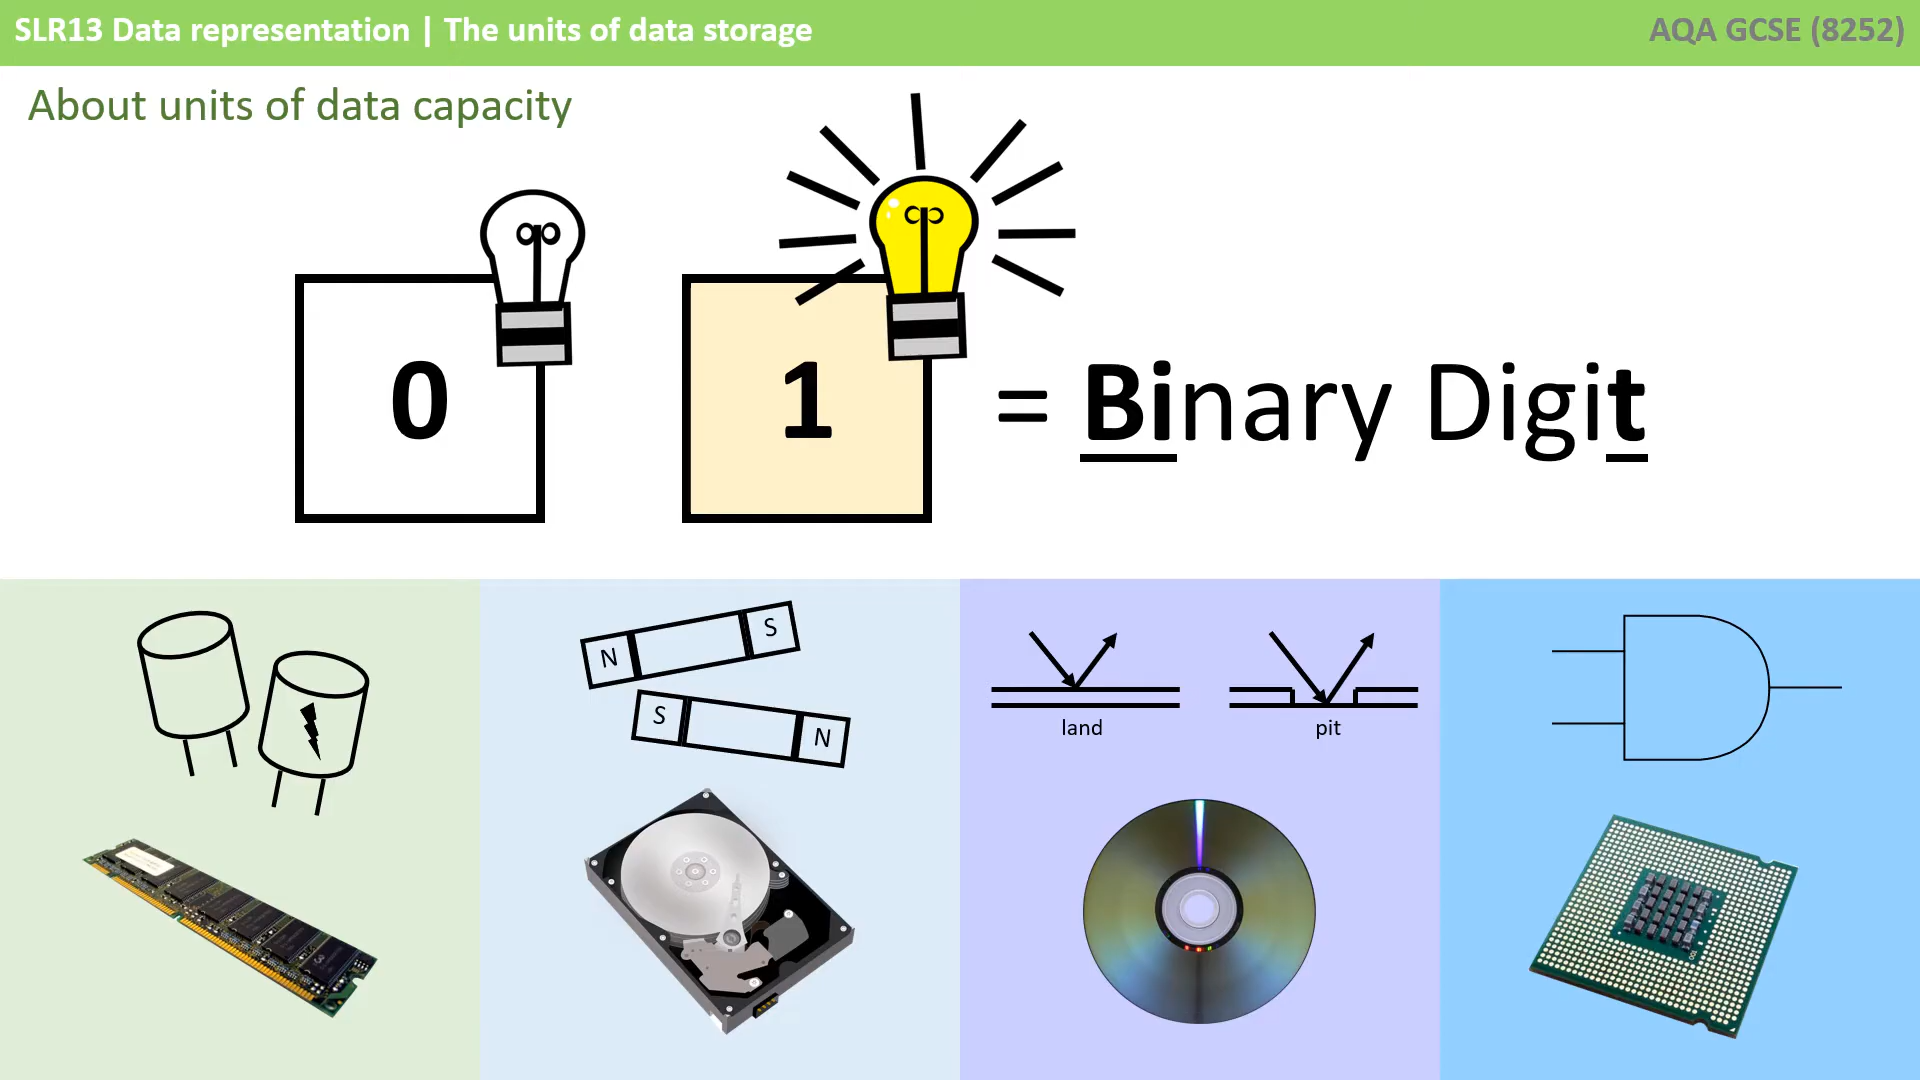 SLR13 Data representation | The units of data storage
AQA GCSE (8252)
About units of data capacity
0
1
= Binary Digit
N
S
S
N
land
pit